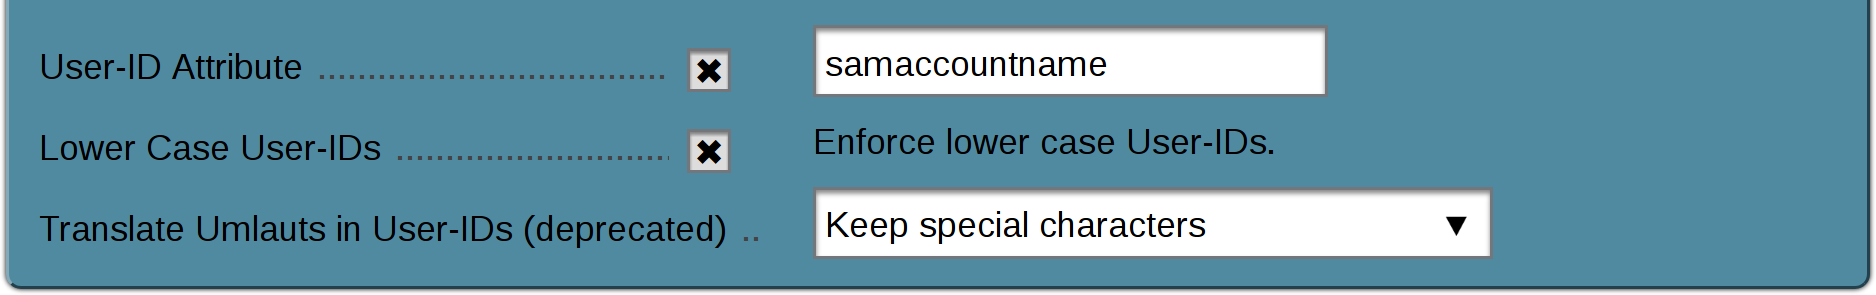 User-ID Attribute samaccountname
Lower Case User-IDs Enforce lower case User-IDs.
Translate Umlauts in User-IDs (deprecated) Keep special characters